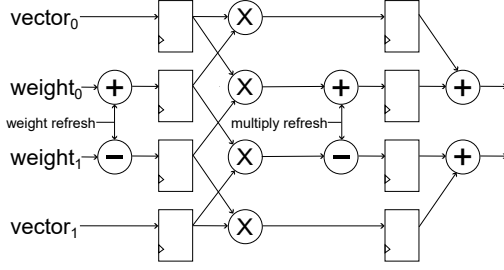 vector₀
X
weight₀
+
X
+
+
weight refresh
multiply refresh
weight₁
−
X
−
+
vector₁
X